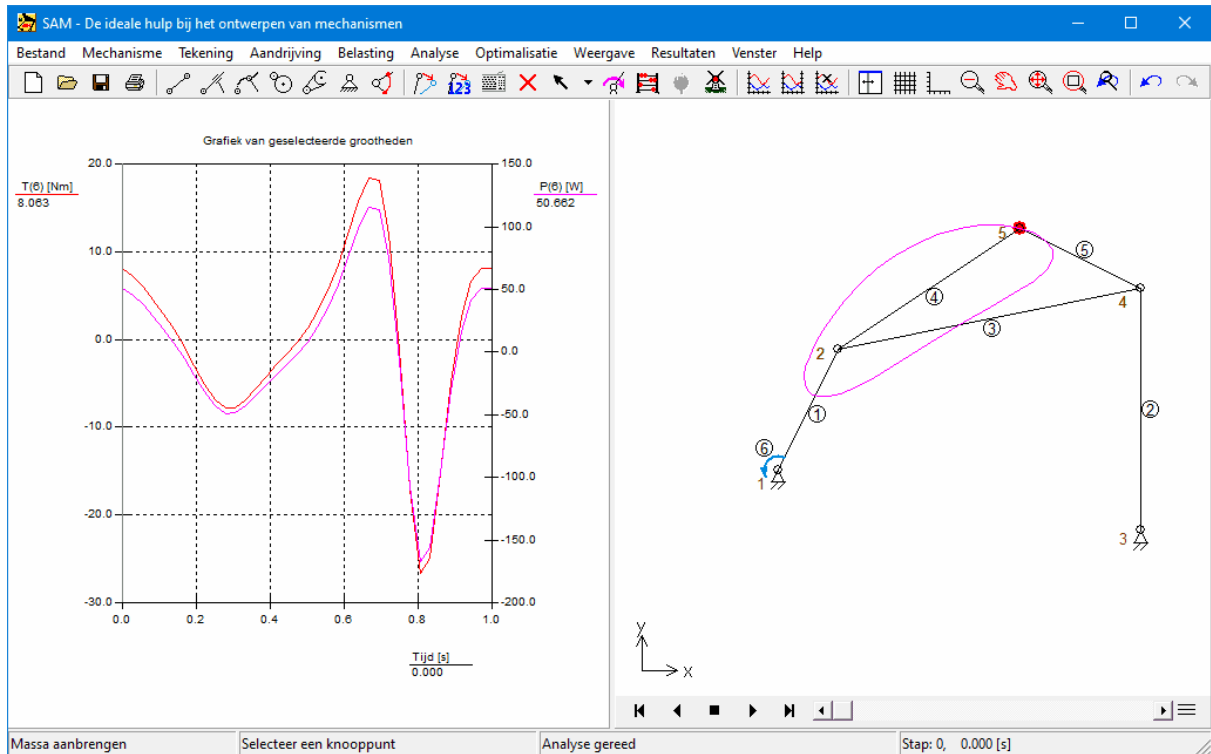 SAM - De ideale hulp bij het ontwerpen van mechanismen
Bestand Mechanisme Tekening Aandrijving Belasting Analyse Optimalisatie Weergave Resultaten Venster Help
123
Grafiek van geselecteerde grootheden
T(6) [Nm]
8.063
P(6) [W]
50.662
20.0
10.0
0.0
-10.0
-20.0
-30.0
150.0
100.0
50.0
0.0
-50.0
-100.0
-150.0
-200.0
0.0 0.2 0.4 0.6 0.8 1.0
Tijd [s]
0.000
5
5
4
4
3
2
1
2
6
1
3
y
x
Massa aanbrengen
Selecteer een knooppunt
Analyse gereed
Stap: 0, 0.000 [s]